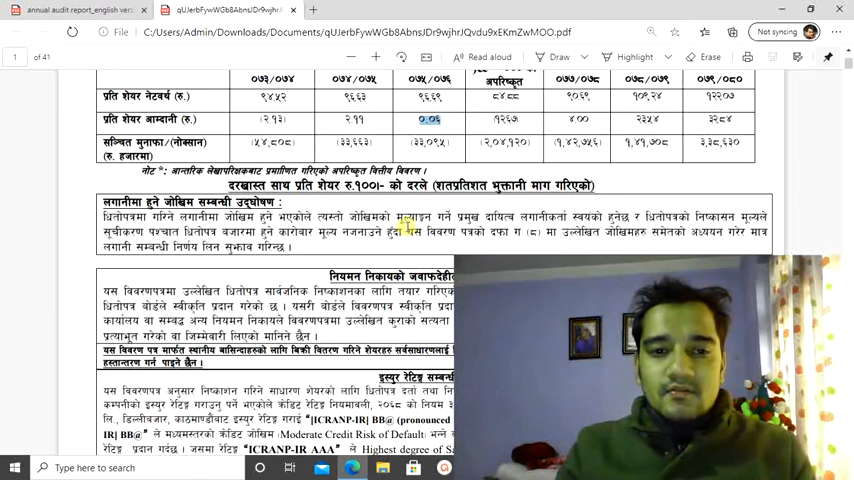 annual audit report_english ver
qUJerbFywWGb8AbnsJDr9wjhrJQ
File
C:/Users/Admin/Downloads/Documents/qUJerbFywWGb8AbnsJDr9wjhrJQvdu9xEKmZwMOO.pdf
Not syncing
1 of 41
Read aloud
Draw
Highlight
Erase
०७३/०७४ ०७४/०७५ ०७५/०७६ अपरिष्कृत ०७७/०७८ ०७८/०७९ ०७९/०८०
प्रति शेयर नेटवर्थ (रु.) ९४.५२ ९६.६३ ९६.६९ ८४.८८ ९०.६९ १०९.२४ १२२.०७
प्रति शेयर आम्दानी (रु.) (२.१३) २.११ ०.०६ (१२.६७) ४.०० २३.५४ ३२.८४
सञ्चित मुनाफा/(नोक्सान) (५४,८०८) (३३,६६३) (३३,०९५) (२,०४,१२०) (१,४२,७५६) १,४१,७०८ ३,३८,६३०
(रु. हजारमा)
नोट *: आन्तरिक लेखापरिक्षकबाट प्रमाणित गरिएको अपरिष्कृत वित्तीय विवरण ।
दरखास्त साथ प्रति शेयर रु.१००।- को दरले (शतप्रतिशत भुक्तानी माग गरिएको)
लगानीमा हुने जोखिम सम्बन्धी उद्घोषण :
धितोपत्रमा गरिने लगानीमा जोखिम हुने भएकोले त्यस्तो जोखिमको मूल्याङ्कन गर्ने प्रमुख दायित्व लगानीकर्ता स्वयंको हुनेछ र धितोपत्रको निष्कासन मूल्यले
सूचीकरण पश्चात धितोपत्र बजारमा हुने कारोबार मूल्य नजनाउने हुँदा यस विवरण पत्रको दफा ग (८) मा उल्लेखित जोखिमहरु समेतको अध्ययन गरेर मात्र
लगानी सम्बन्धी निर्णय लिन सुझाव गरिन्छ ।
नियमन निकायको जवाफदेही
यस विवरणपत्रमा उल्लेखित धितोपत्र सार्वजनिक निष्काशनका लागि तयार गरिए
धितोपत्र बोर्डले स्वीकृति प्रदान गरेको छ । यसरी बोर्डले विवरणपत्र स्वीकृति प्रदा
कार्यालय वा सम्बद्ध अन्य नियमन निकायले विवरणपत्रमा उल्लेखित कुराको सत्यता
प्रत्याभूत गरेको वा जिम्मेबारी लिएको मानिने छैन ।
यस विवरण पत्र मार्फत स्थानीय बासिन्दाहरुको लागि बिक्री वितरण गरिने शेयरहरु सर्वसाधारणलाई
हस्तान्तरण गर्न पाइने छैन ।
इस्युर रेटिङ्ग सम्बन्धी
यस विवरणपत्र अनुसार निष्काशन गरिने साधारण शेयरको लागि धितोपत्र दर्ता तथा
कम्पनीको इस्युर रेटिङ्ग गराउनु पर्ने भएकोले क्रेडिट रेटिङ्ग नियमावली, २०६८ को नियम ३
लि., डिल्लीबजार, काठमाण्डौबाट इस्युर रेटिङ्ग गराई [ICRANP-IR] BB@ (pronounced
IR] BB@) ले मध्यमस्तरको क्रेडिट जोखिम (Moderate Credit Risk of Default) भन्ने
रेटिङ्ग प्रदान गर्दछ । जसमा रेटिङ्ग “ICRANP-IR AAA” ले Highest degree of Sa
Type here to search